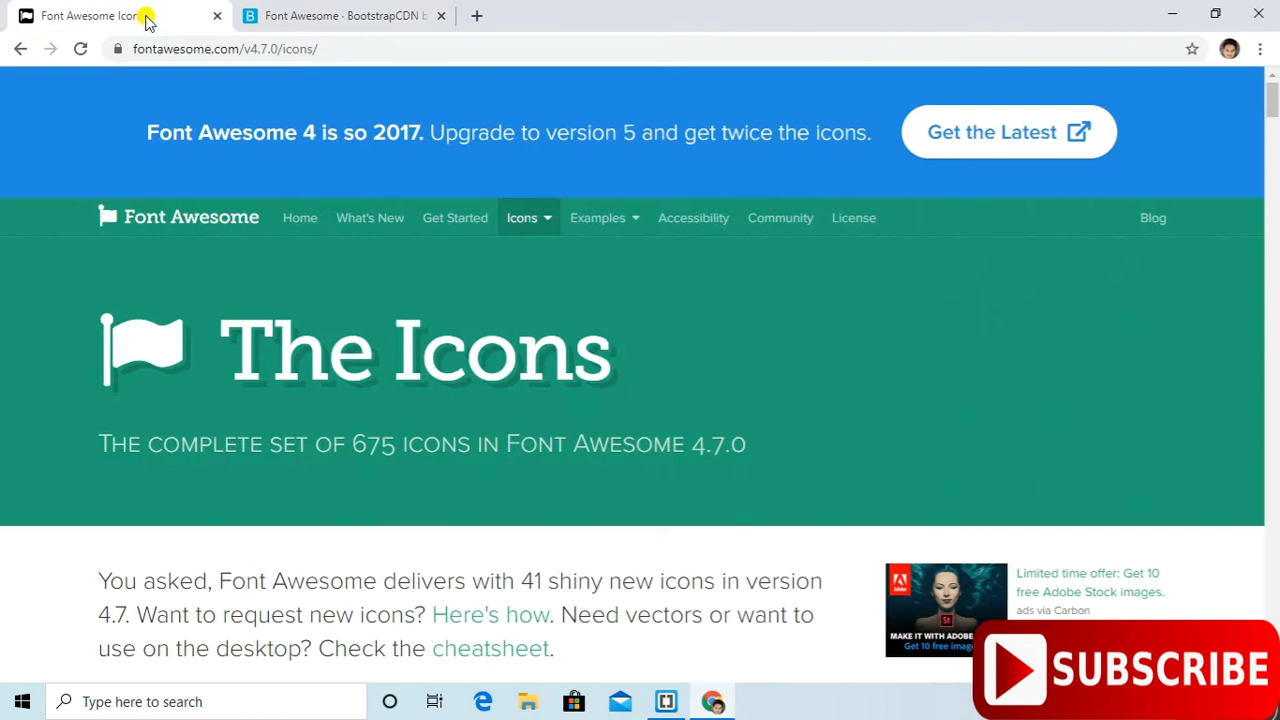 Font Awesome Icon
Font Awesome · BootstrapCDN b
fontawesome.com/v4.7.0/icons/
Font Awesome 4 is so 2017. Upgrade to version 5 and get twice the icons.
Get the Latest
Font Awesome
Home
What's New
Get Started
Icons
Examples
Accessibility
Community
License
Blog
The Icons
The complete set of 675 icons in Font Awesome 4.7.0
You asked, Font Awesome delivers with 41 shiny new icons in version
4.7. Want to request new icons? Here's how. Need vectors or want to
use on the desktop? Check the cheatsheet.
Limited time offer: Get 10
free Adobe Stock images.
ads via Carbon
St
MAKE IT WITH ADOBE
Get 10 free imag
SUBSCRIBE
Type here to search